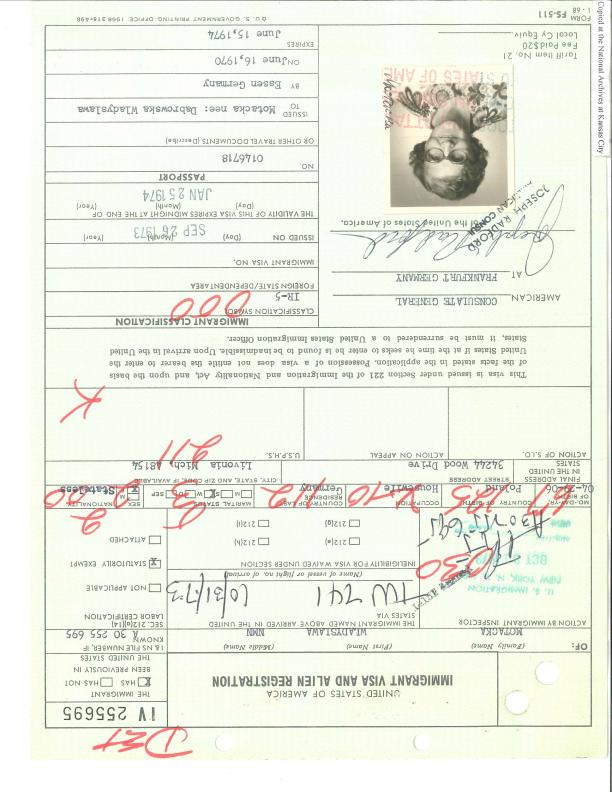 DET
IV 255695
UNITED STATES OF AMERICA
IMMIGRANT VISA AND ALIEN REGISTRATION
THE IMMIGRANT
X HAS HAS NOT
BEEN PREVIOUSLY IN
THE UNITED STATES
I & NS FILE NUMBER, IF
KNOWN
A 30 255 695
OF: (Family Name) (First Name) (Middle Name)
MOTACKA WLADYSLAWA NMN
ACTION BY IMMIGRANT INSPECTOR
U. S. IMMIGRATION
NEW YORK, N. Y.
OCT
THE IMMIGRANT NAMED ABOVE ARRIVED IN THE UNITED
STATES VIA
TW 741 10/31/73
(Name of vessel or flight no. of arrival)
LABOR CERTIFICATION
SEC. 212(a)(14)
NOT APPLICABLE
X STATUTORILY EXEMPT
ATTACHED
INELIGIBILITY FOR VISA WAIVED UNDER SECTION
212(e) 212(h)
212(g) 212(i)
MO-DAY-YR.
OF BIRTH
COUNTRY OF BIRTH
Poland
OCCUPATION
Housewife
COUNTRY OF LAST
RESIDENCE
Germany
MARITAL STATUS
M S X W D SEP
SEX
M X F
NATIONALITY
Stateless
FINAL ADDRESS
IN THE UNITED
STATES
STREET ADDRESS
34244 Wood Drive
CITY, STATE AND ZIP CODE, IF AVAILABLE
Livonia, Mich. 48154
211
ACTION OF S.I.O.
ACTION ON APPEAL
U.S.P.H.S.
K
This visa is issued under Section 221 of the Immigration and Nationality Act, and upon the basis
of the facts stated in the application. Possession of a visa does not entitle the bearer to enter the
United States if at the time he seeks to enter he is found to be inadmissible. Upon arrival in the United
States, it must be surrendered to a United States Immigration Officer.
AMERICAN CONSULATE GENERAL
AT FRANKFURT GERMANY
Joseph Radford
JOSEPH RADFORD
AMERICAN CONSUL
of the United States of America.
IMMIGRANT CLASSIFICATION
CLASSIFICATION SYMBOL
IR-5
000
FOREIGN STATE/DEPENDENT AREA
IMMIGRANT VISA NO.
ISSUED ON (Day) (Month) (Year)
SEP 26 1973
THE VALIDITY OF THIS VISA EXPIRES MIDNIGHT AT THE END OF
(Day) (Month) (Year)
JAN 25 1974
PASSPORT
NO.
0146718
OR OTHER TRAVEL DOCUMENTS (Describe)
ISSUED
TO Motacka nee: Dabrowska Wladyslawa
BY Essen Germany
ON June 16, 1970
EXPIRES
June 15, 1974
Tariff Item No. 21
Fee Paid $20
Local Cy Equiv.
FORM FS-511
1-68
U. S. GOVERNMENT PRINTING OFFICE: 1968 318-498
Copied at the National Archives at Kansas City